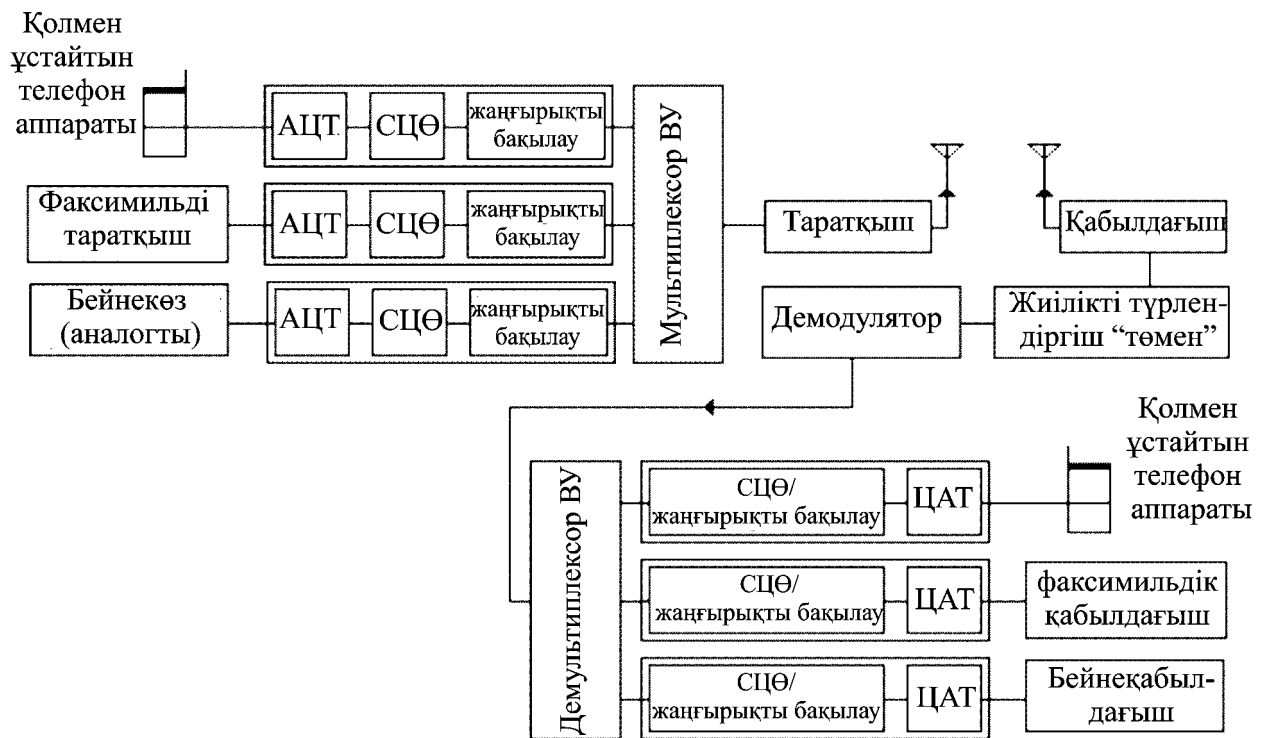 Қолмен
ұстайтын
телефон
аппараты
АЦТ
СЦӨ
жаңғырықты
бақылау
Факсимильді
таратқыш
АЦТ
СЦӨ
жаңғырықты
бақылау
Бейнекөз
(аналогты)
АЦТ
СЦӨ
жаңғырықты
бақылау
Мультиплексор ВУ
Таратқыш
Қабылдағыш
Демодулятор
Жиілікті түрлен-
діргіш “төмен”
Демультиплексор ВУ
СЦӨ/
жаңғырықты бақылау
ЦАТ
Қолмен
ұстайтын
телефон
аппараты
СЦӨ/
жаңғырықты бақылау
ЦАТ
факсимильдік
қабылдағыш
СЦӨ/
жаңғырықты бақылау
ЦАТ
Бейнеқабыл-
дағыш